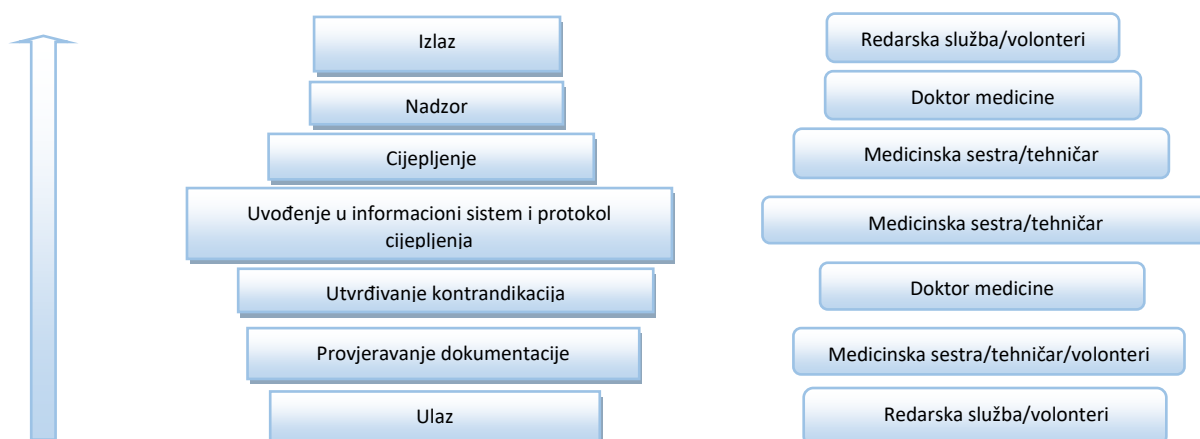 Izlaz
Redarska služba/volonteri
Nadzor
Doktor medicine
Cijepljenje
Medicinska sestra/tehničar
Uvođenje u informacioni sistem i protokol
cijepljenja
Medicinska sestra/tehničar
Utvrđivanje kontrandikacija
Doktor medicine
Provjeravanje dokumentacije
Medicinska sestra/tehničar/volonteri
Ulaz
Redarska služba/volonteri